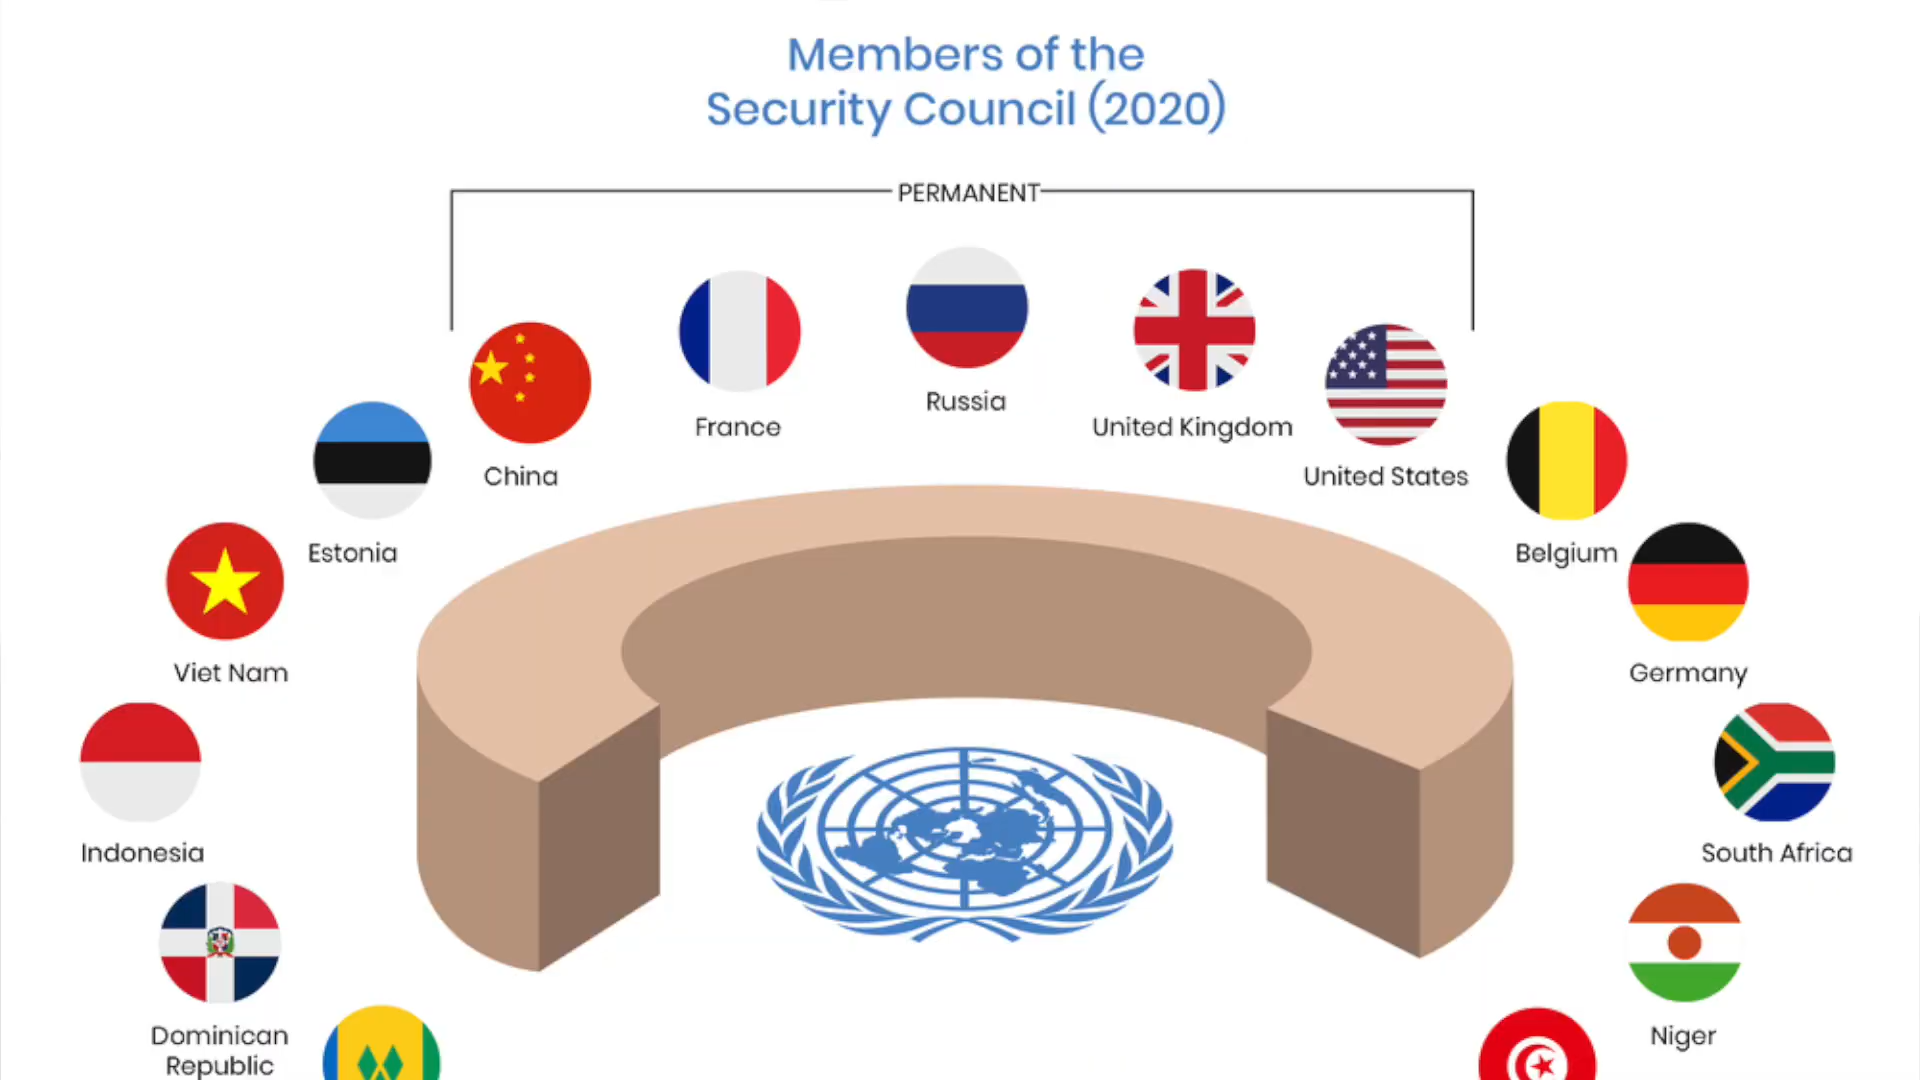 Members of the
Security Council (2020)
PERMANENT
Russia
France
United Kingdom
China
United States
Estonia
Belgium
Viet Nam
Germany
Indonesia
South Africa
Dominican
Republic
Niger